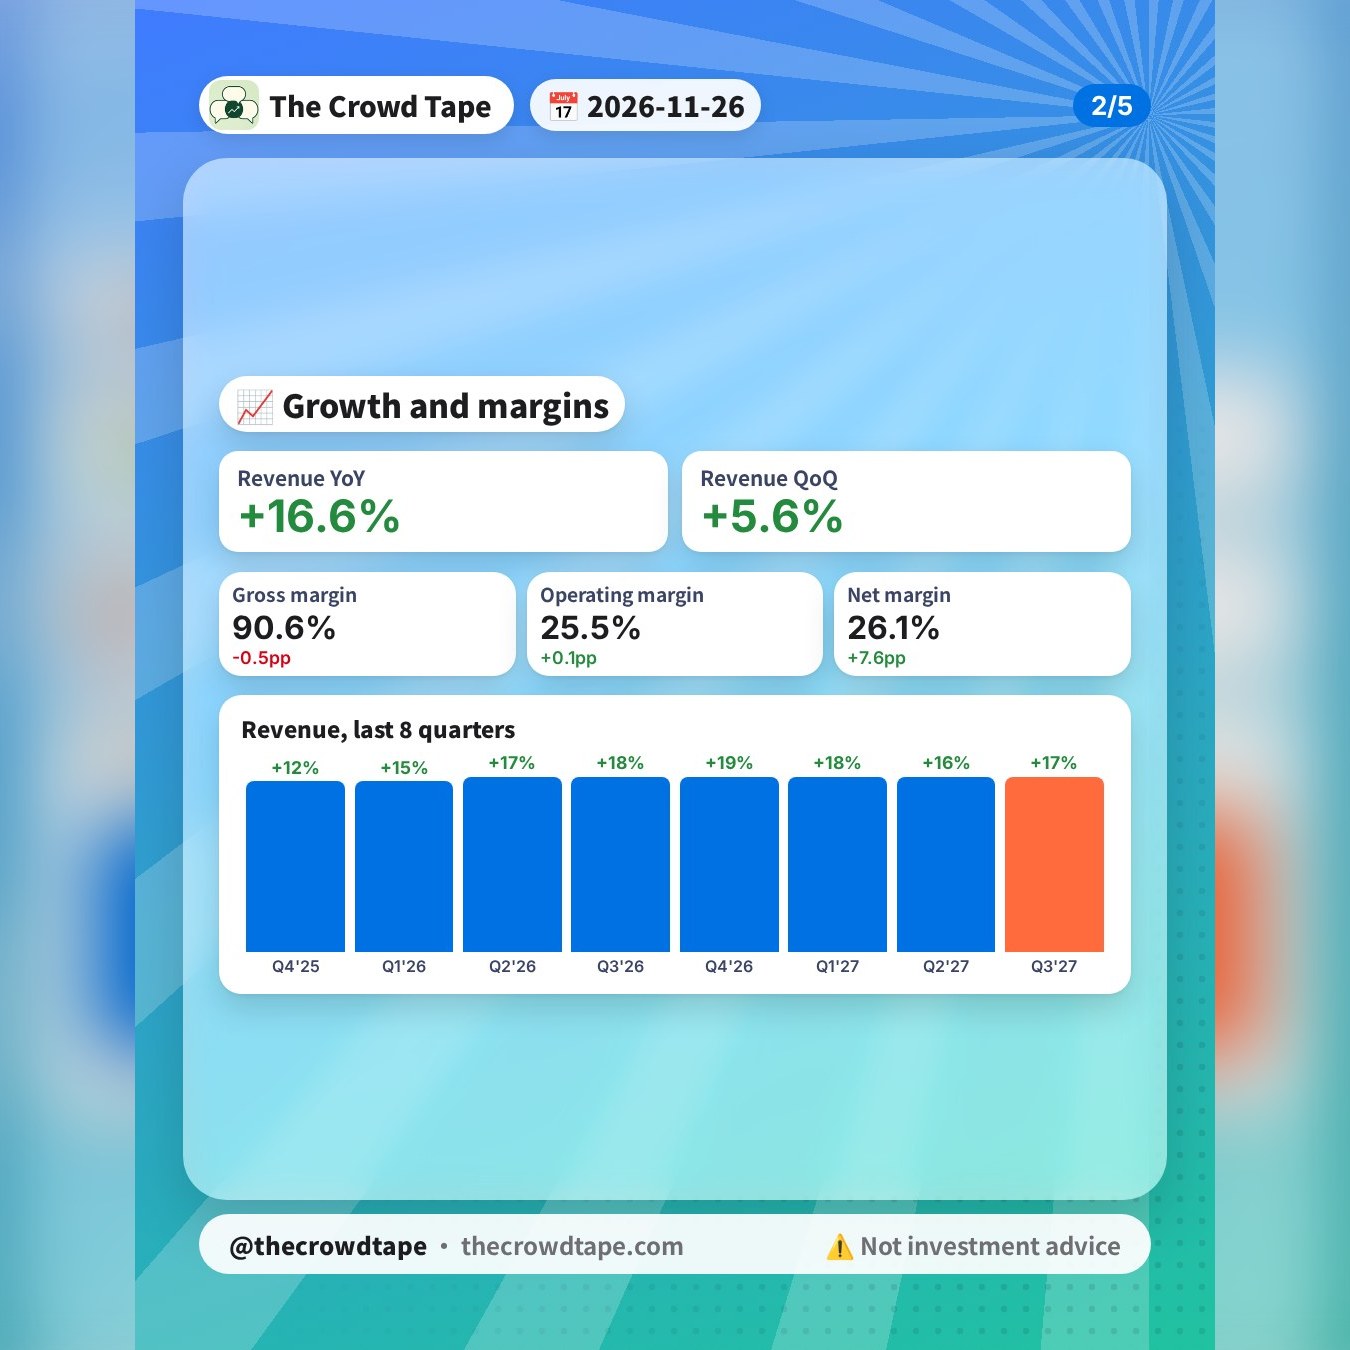 The Crowd Tape
July
17
2026-11-26
2/5
Growth and margins
Revenue YoY
+16.6%
Revenue QoQ
+5.6%
Gross margin
90.6%
-0.5pp
Operating margin
25.5%
+0.1pp
Net margin
26.1%
+7.6pp
Revenue, last 8 quarters
+12% +15% +17% +18% +19% +18% +16% +17%
Q4'25 Q1'26 Q2'26 Q3'26 Q4'26 Q1'27 Q2'27 Q3'27
@thecrowdtape • thecrowdtape.com
⚠️ Not investment advice